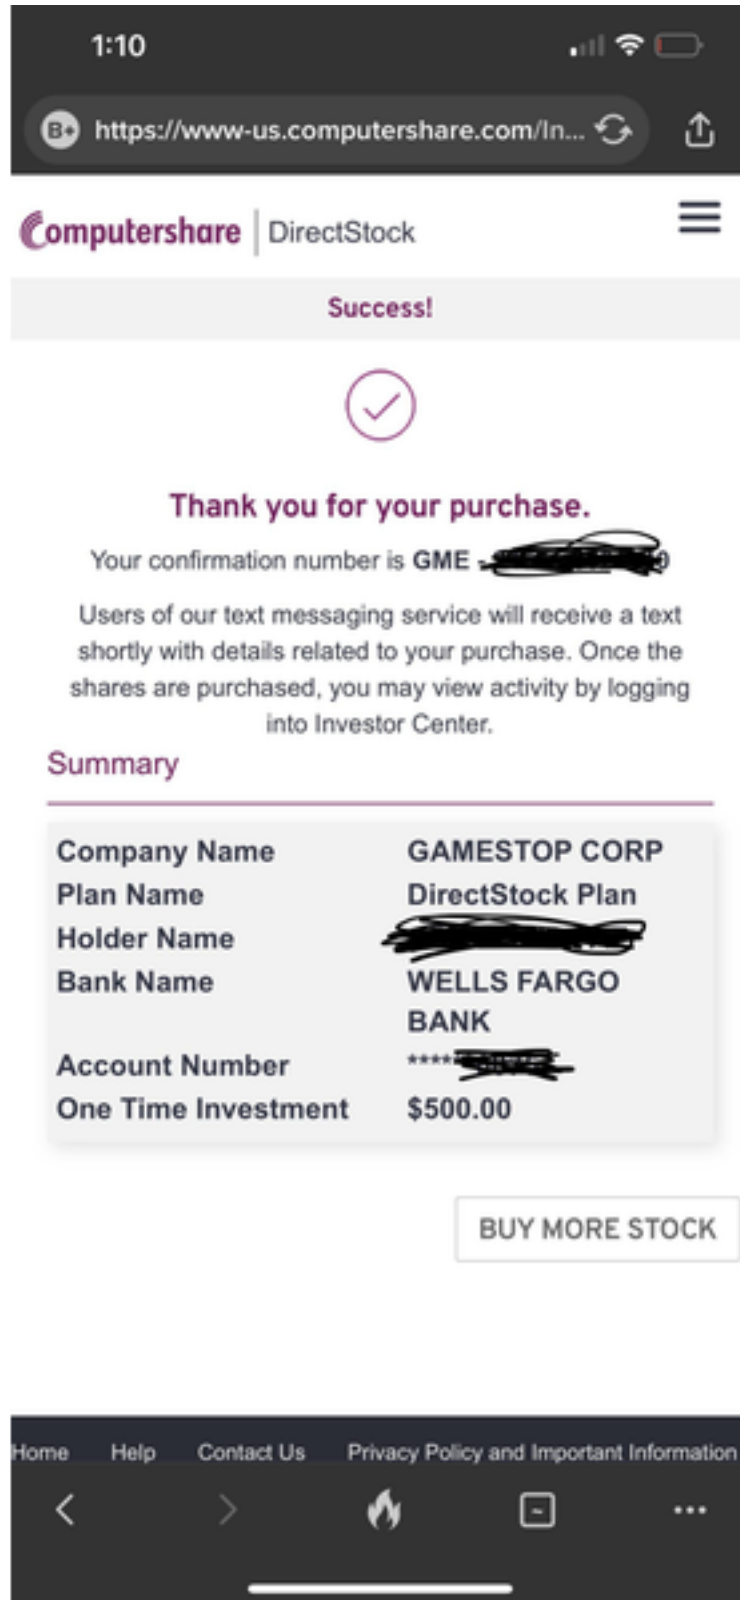 1:10
B+ https://www-us.computershare.com/In...
Computershare DirectStock
Success!
Thank you for your purchase.
Your confirmation number is GME -
Users of our text messaging service will receive a text
shortly with details related to your purchase. Once the
shares are purchased, you may view activity by logging
into Investor Center.
Summary
Company Name GAMESTOP CORP
Plan Name DirectStock Plan
Holder Name
Bank Name WELLS FARGO
BANK
Account Number ****
One Time Investment $500.00
BUY MORE STOCK
Home Help Contact Us Privacy Policy and Important Information